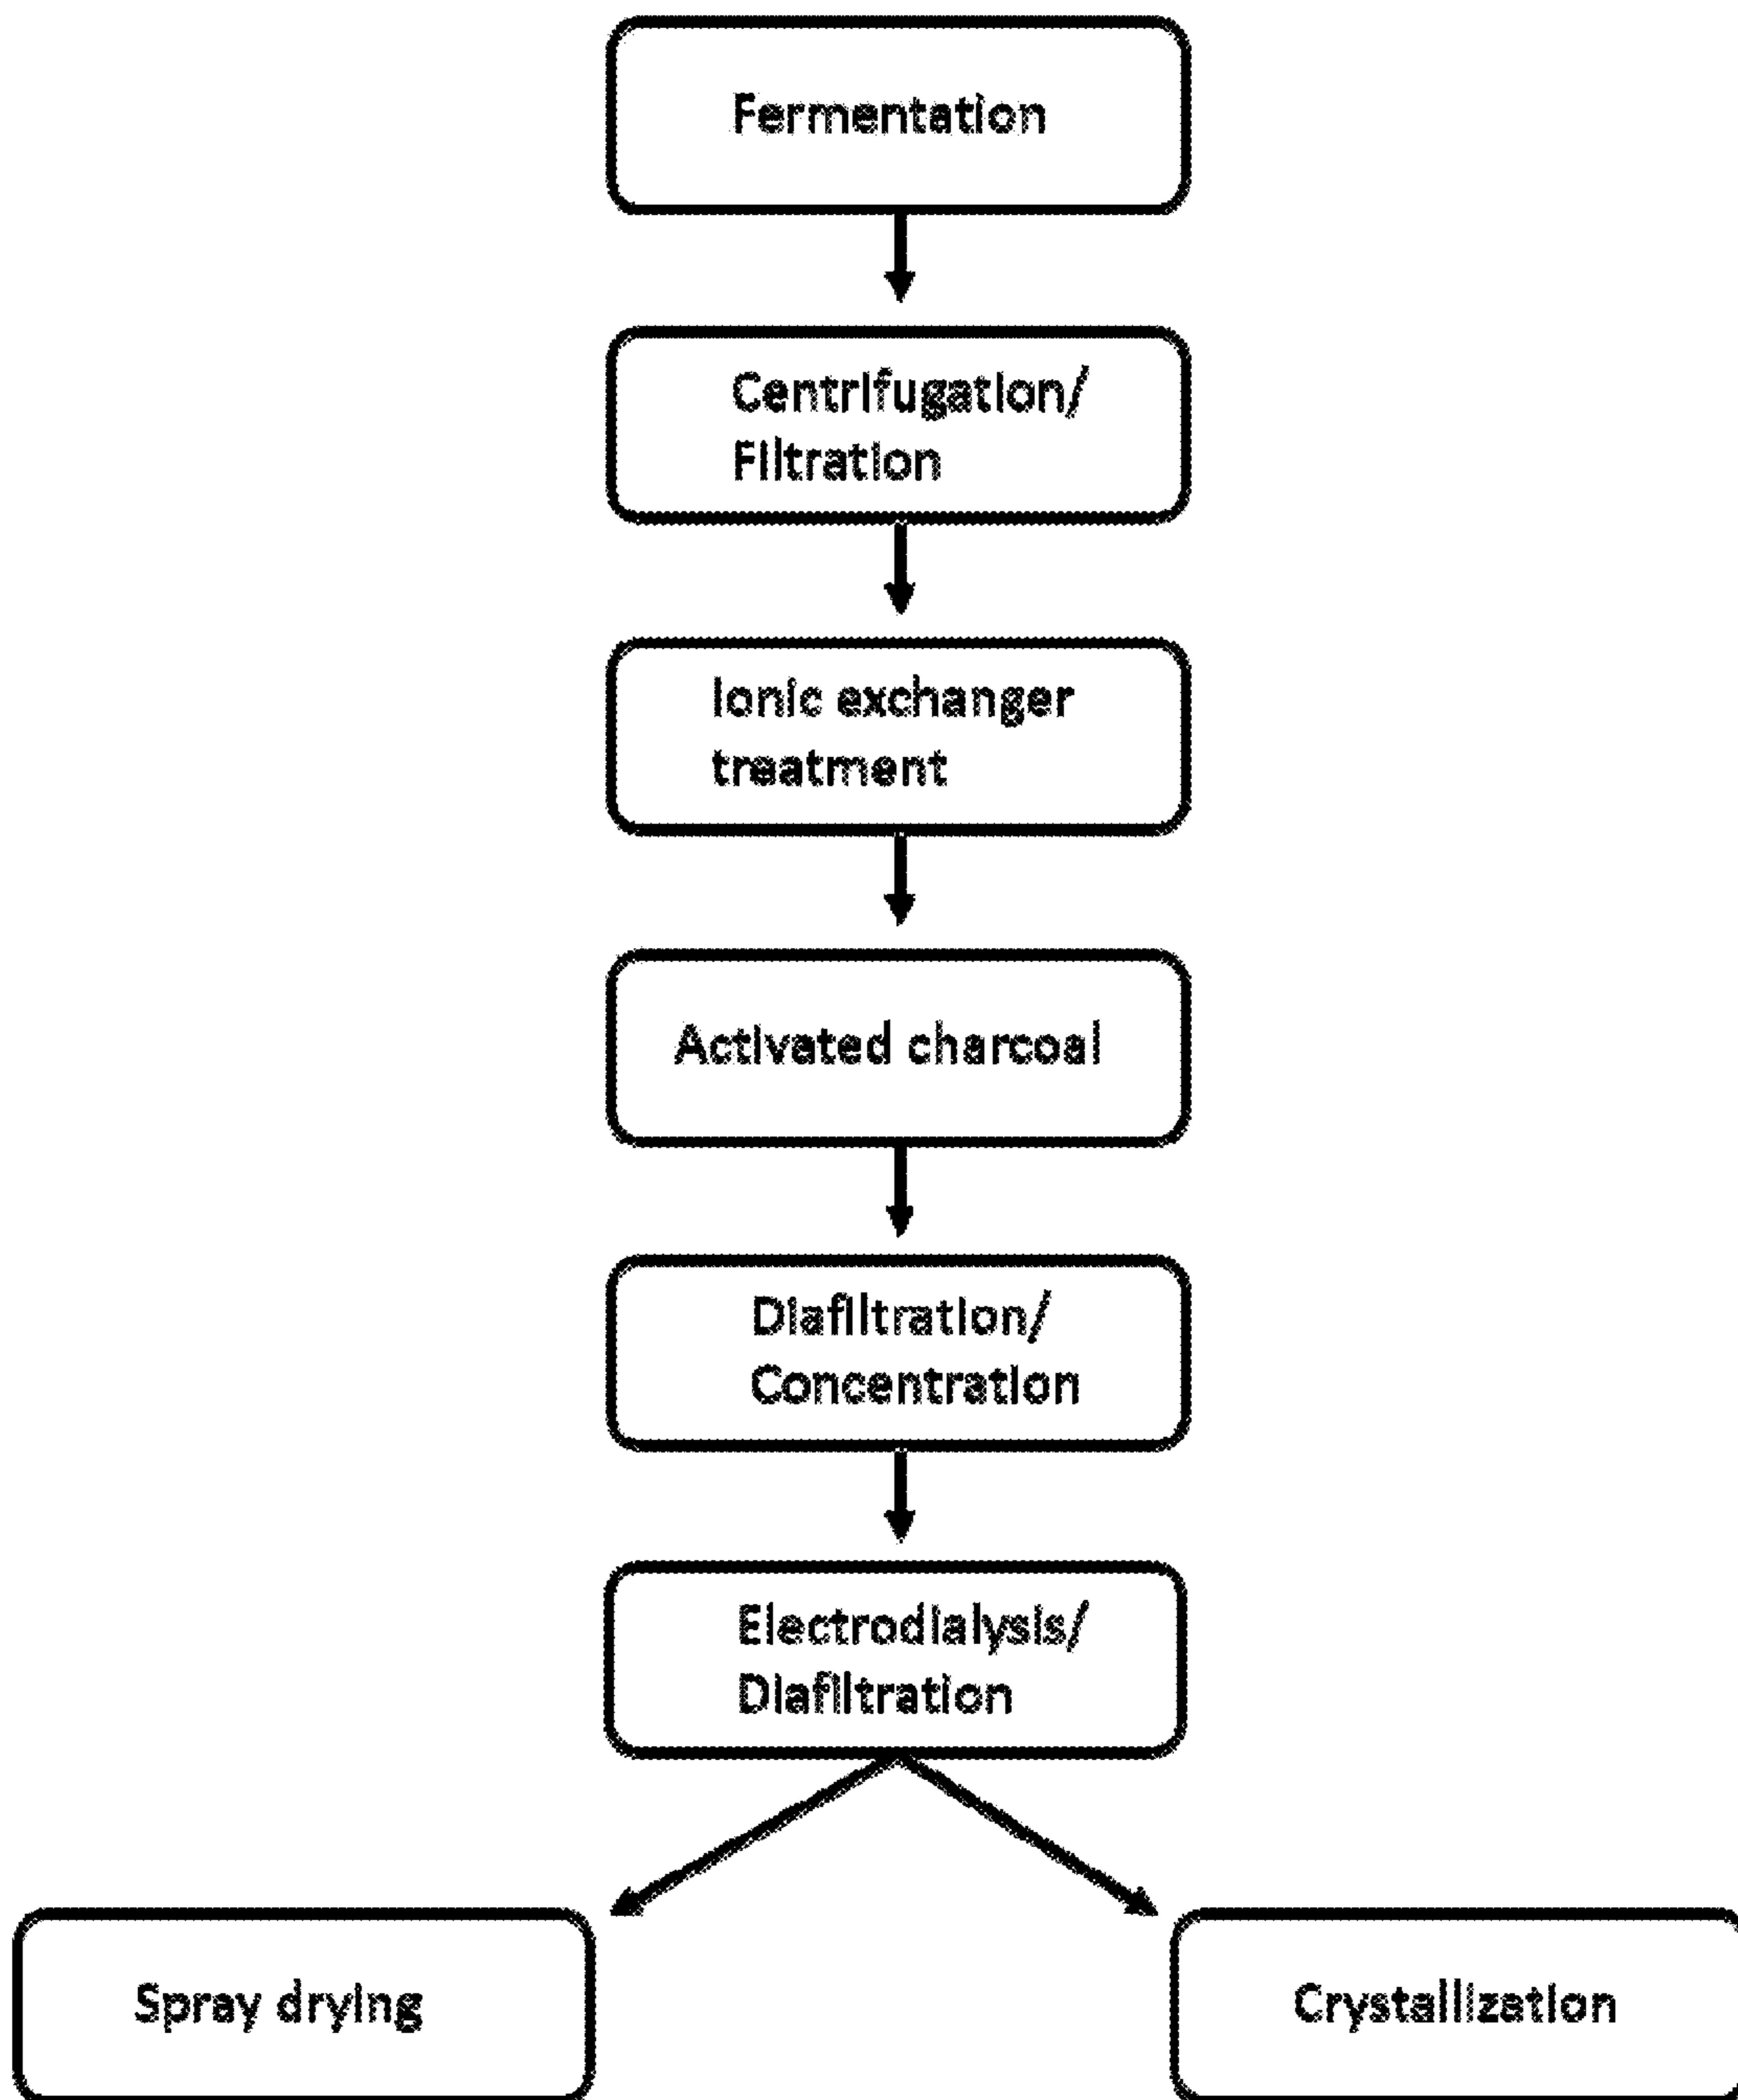 Fermentation
Centrifugation/
Filtration
Ionic exchanger
treatment
Activated charcoal
Diafiltration/
Concentration
Electrodialysis/
Diafiltration
Spray drying
Crystallization